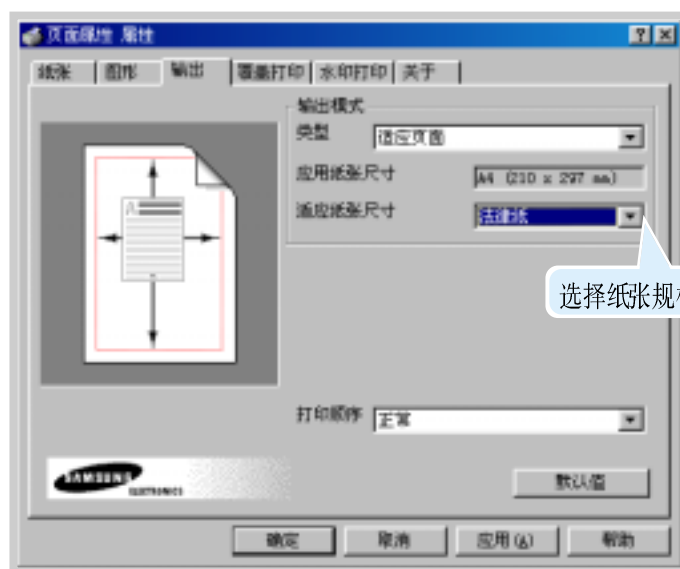 页面属性 属性
纸张 图形 输出 覆盖打印 水印打印 关于
输出模式
类型 适应页面
应用纸张尺寸 A4 (210 x 297 mm)
适应纸张尺寸 法律纸
选择纸张规
打印顺序 正常
SAMSUNG
ELECTRONICS
默认值
确定 取消 应用(A) 帮助